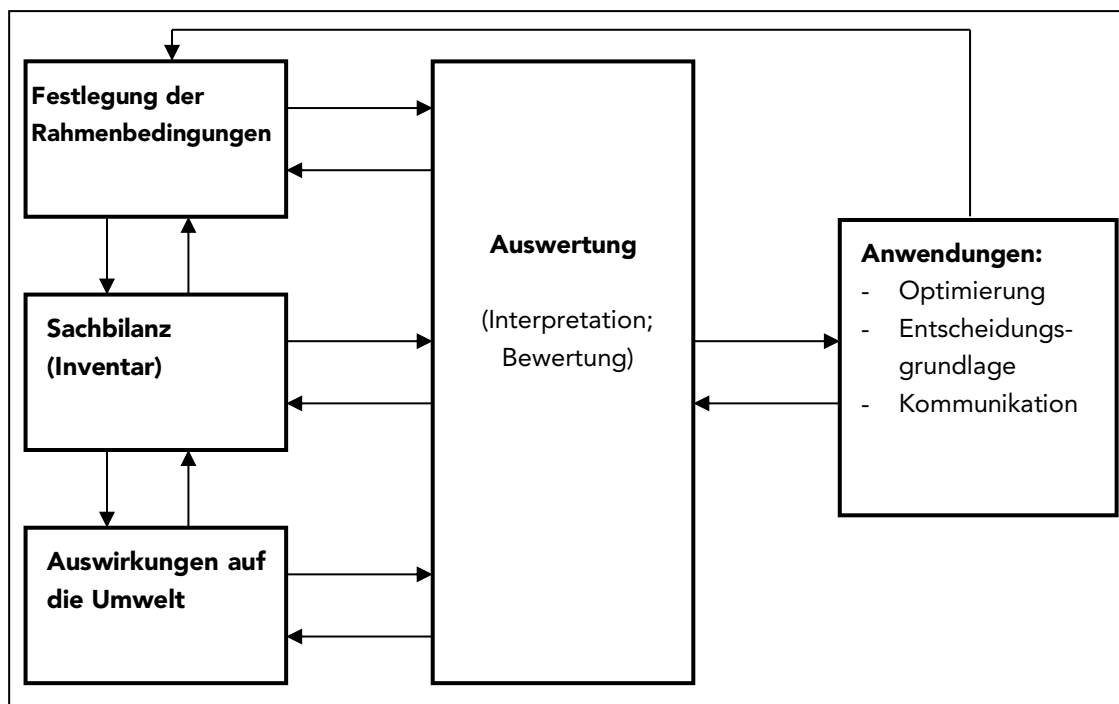 Festlegung der
Rahmenbedingungen
Sachbilanz
(Inventar)
Auswirkungen auf
die Umwelt
Auswertung
(Interpretation;
Bewertung)
Anwendungen:
- Optimierung
- Entscheidungs-
grundlage
- Kommunikation